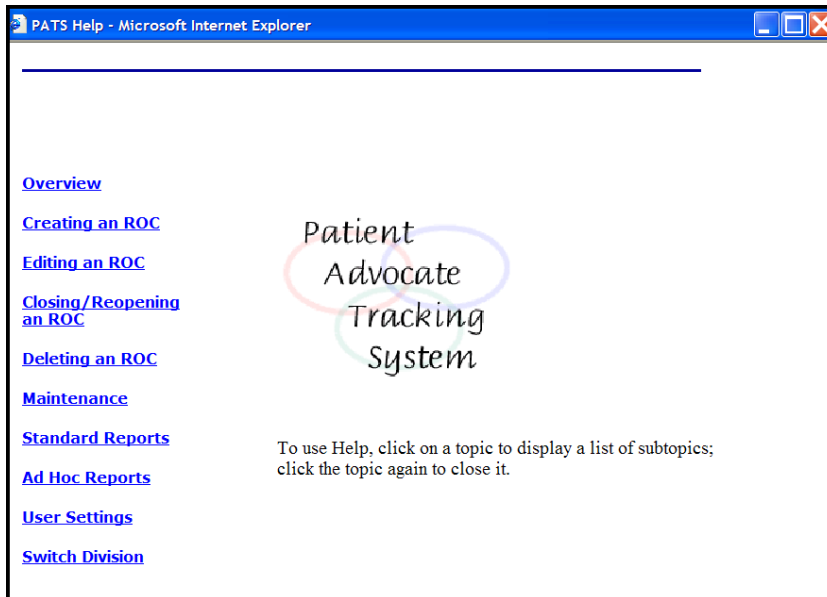 PATS Help - Microsoft Internet Explorer
Overview
Creating an ROC
Editing an ROC
Closing/Reopening
an ROC
Deleting an ROC
Maintenance
Standard Reports
Ad Hoc Reports
User Settings
Switch Division
Patient
Advocate
Tracking
System
To use Help, click on a topic to display a list of subtopics;
click the topic again to close it.